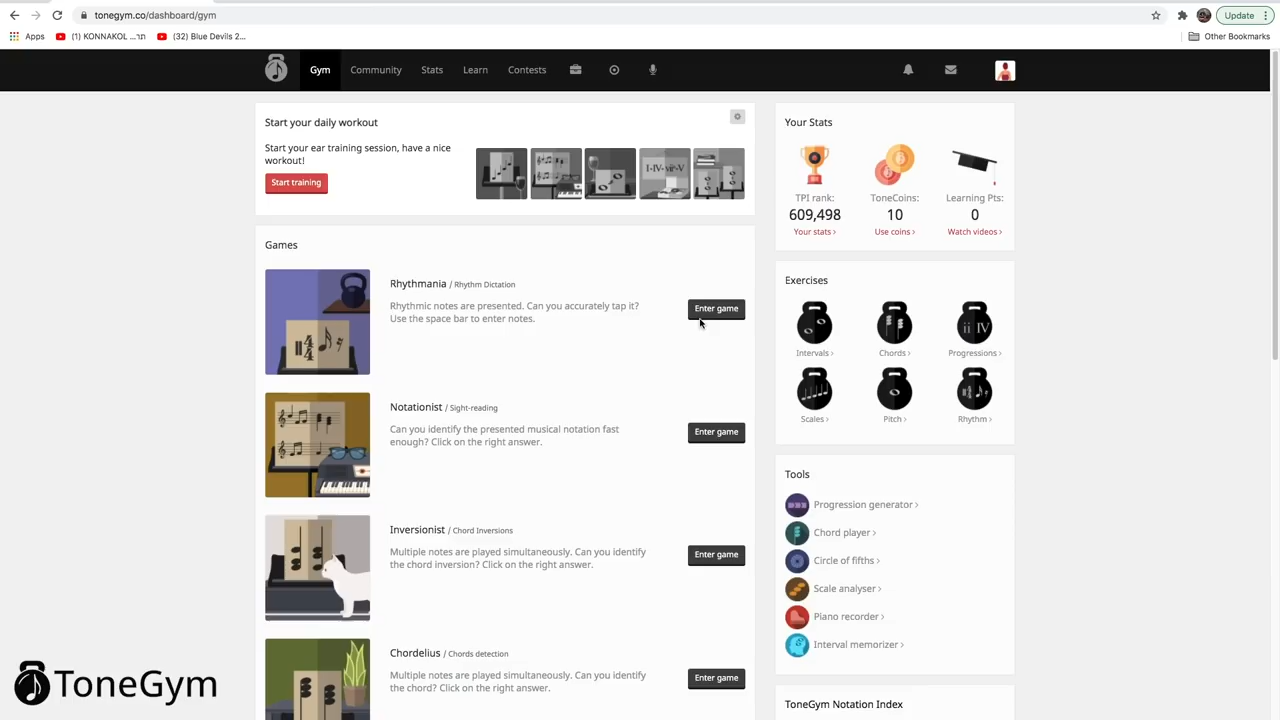 tonegym.co/dashboard/gym
Update
Apps
(1) KONNAKOL ...תר
(32) Blue Devils 2...
Other Bookmarks
Gym
Community
Stats
Learn
Contests
Start your daily workout
Start your ear training session, have a nice
workout!
Start training
I-IV-vii-V
Games
Rhythmania / Rhythm Dictation
Rhythmic notes are presented. Can you accurately tap it?
Use the space bar to enter notes.
Enter game
Notationist / Sight-reading
Can you identify the presented musical notation fast
enough? Click on the right answer.
Enter game
Inversionist / Chord Inversions
Multiple notes are played simultaneously. Can you identify
the chord inversion? Click on the right answer.
Enter game
Chordelius / Chords detection
Multiple notes are played simultaneously. Can you identify
the chord? Click on the right answer.
Enter game
Your Stats
TPI rank:
ToneCoins:
Learning Pts:
609,498
10
0
Your stats ›
Use coins ›
Watch videos ›
Exercises
ii IV
Intervals ›
Chords ›
Progressions ›
Scales ›
Pitch ›
Rhythm ›
Tools
Progression generator ›
Chord player ›
Circle of fifths ›
Scale analyser ›
Piano recorder ›
Interval memorizer ›
ToneGym Notation Index
ToneGym